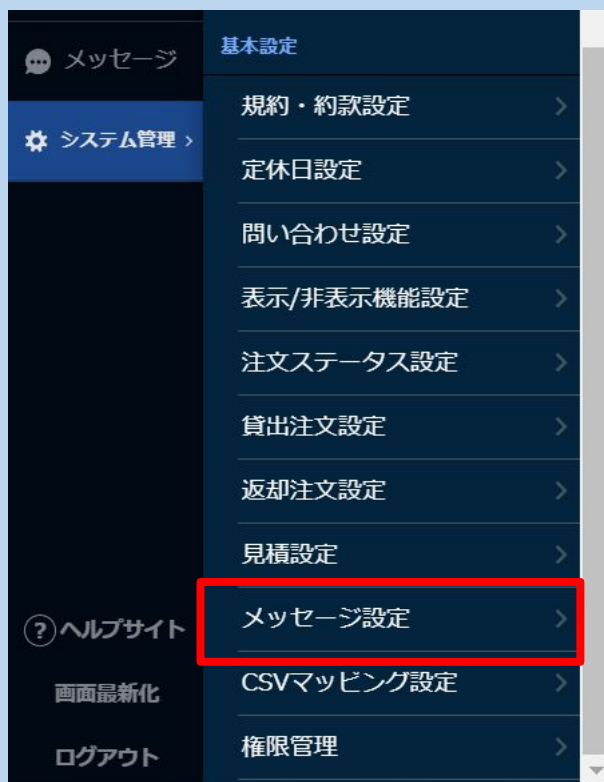 メッセージ
システム管理
? ヘルプサイト
画面最新化
ログアウト
基本設定
規約・約款設定
定休日設定
問い合わせ設定
表示/非表示機能設定
注文ステータス設定
貸出注文設定
返却注文設定
見積設定
メッセージ設定
CSVマッピング設定
権限管理